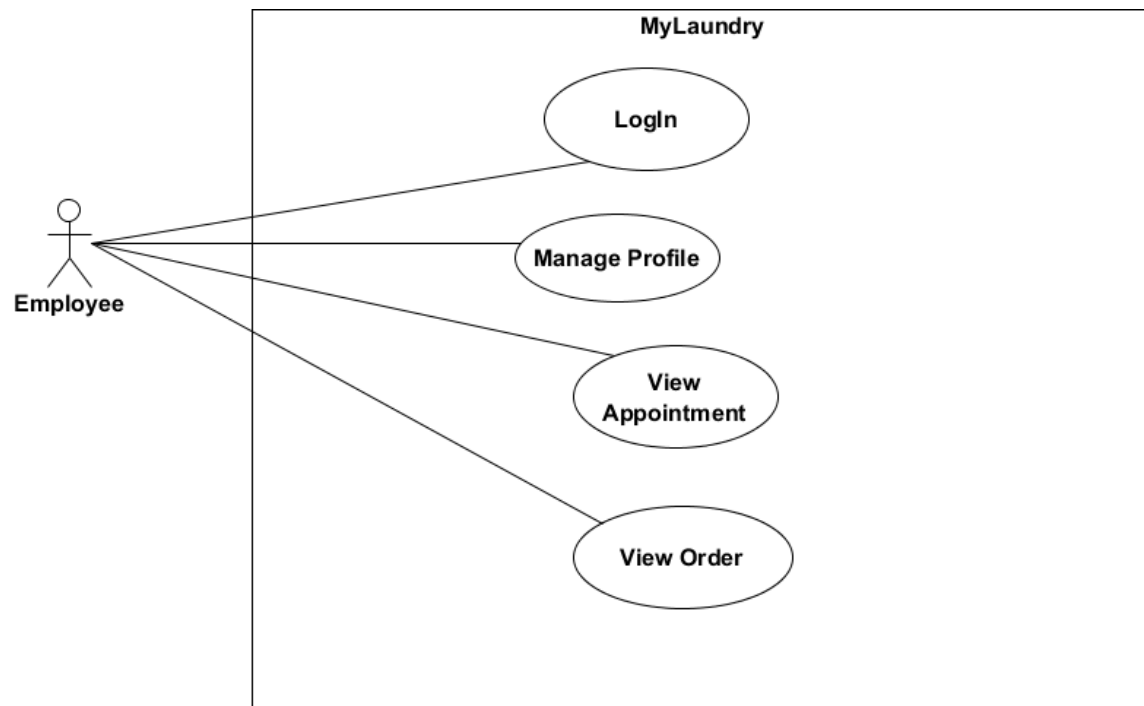 MyLaundry
LogIn
Manage Profile
Employee
View
Appointment
View Order